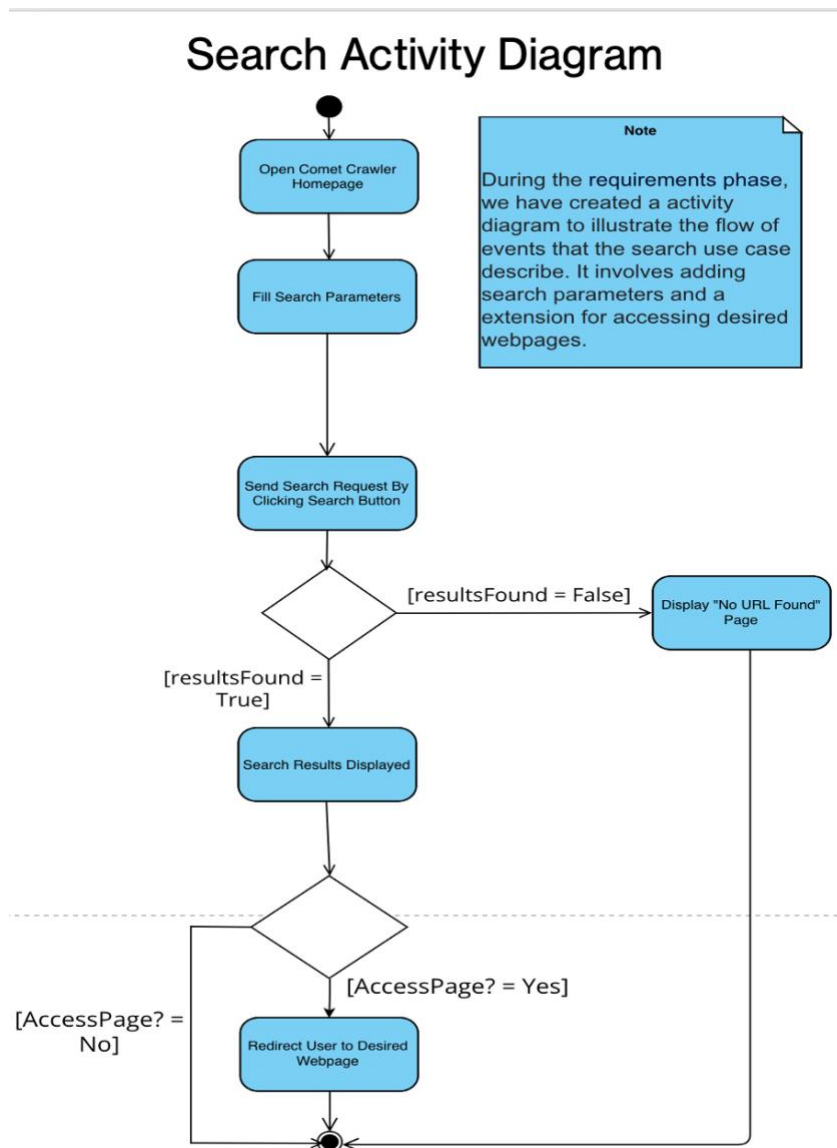 Search Activity Diagram
Open Comet Crawler
Homepage
Note
During the requirements phase,
we have created a activity
diagram to illustrate the flow of
events that the search use case
describe. It involves adding
search parameters and a
extension for accessing desired
webpages.
Fill Search Parameters
Send Search Request By
Clicking Search Button
[resultsFound = False]
Display "No URL Found"
Page
[resultsFound =
True]
Search Results Displayed
[AccessPage? = Yes]
[AccessPage? =
No]
Redirect User to Desired
Webpage